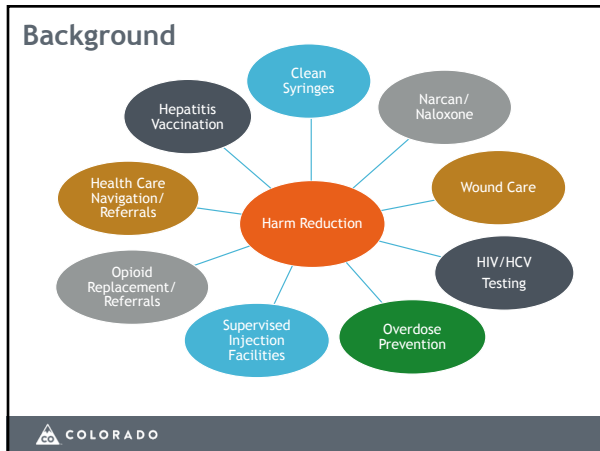 Background
Clean
Syringes
Narcan/
Naloxone
Wound Care
HIV/HCV
Testing
Overdose
Prevention
Supervised
Injection
Facilities
Opioid
Replacement/
Referrals
Health Care
Navigation/
Referrals
Hepatitis
Vaccination
Harm Reduction
CO
COLORADO